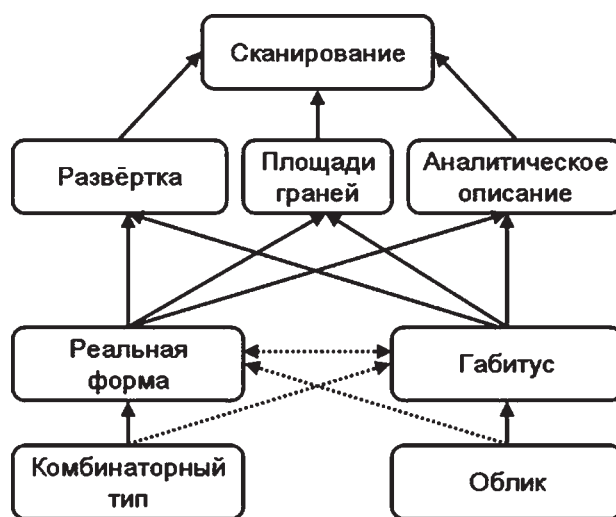 Сканирование
Развёртка
Площади
граней
Аналитическое
описание
Реальная
форма
Габитус
Комбинаторный
тип
Облик